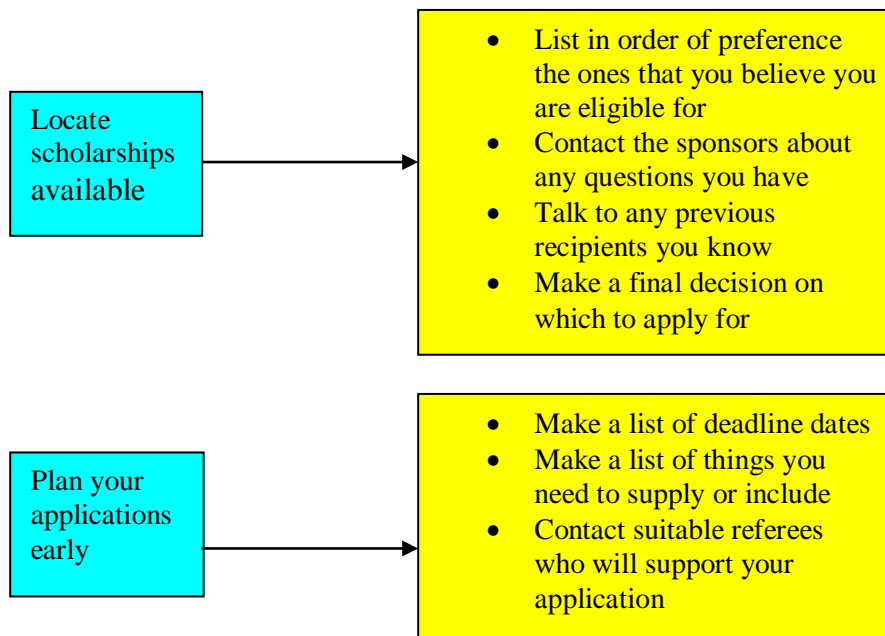 Locate
scholarships
available
• List in order of preference
the ones that you believe you
are eligible for
• Contact the sponsors about
any questions you have
• Talk to any previous
recipients you know
• Make a final decision on
which to apply for
Plan your
applications
early
• Make a list of deadline dates
• Make a list of things you
need to supply or include
• Contact suitable referees
who will support your
application